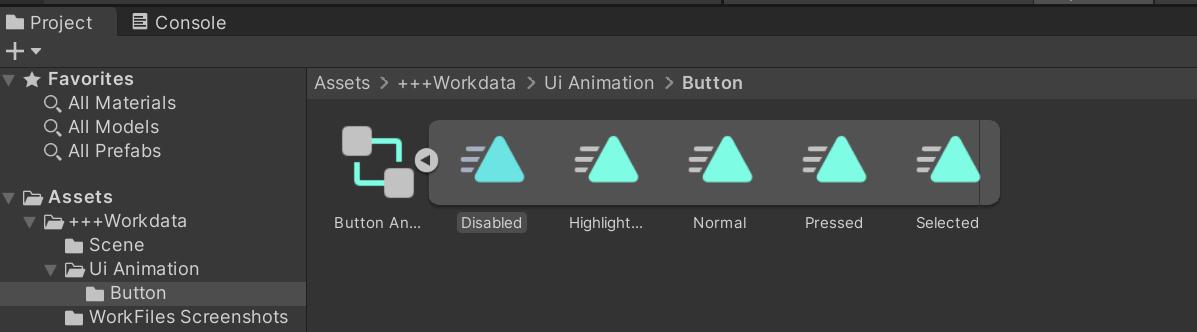 Project
Console
Favorites
All Materials
All Models
All Prefabs
Assets
+++Workdata
Scene
Ui Animation
Button
WorkFiles Screenshots
Assets > +++Workdata > Ui Animation > Button
Button An...
Disabled
Highlight...
Normal
Pressed
Selected